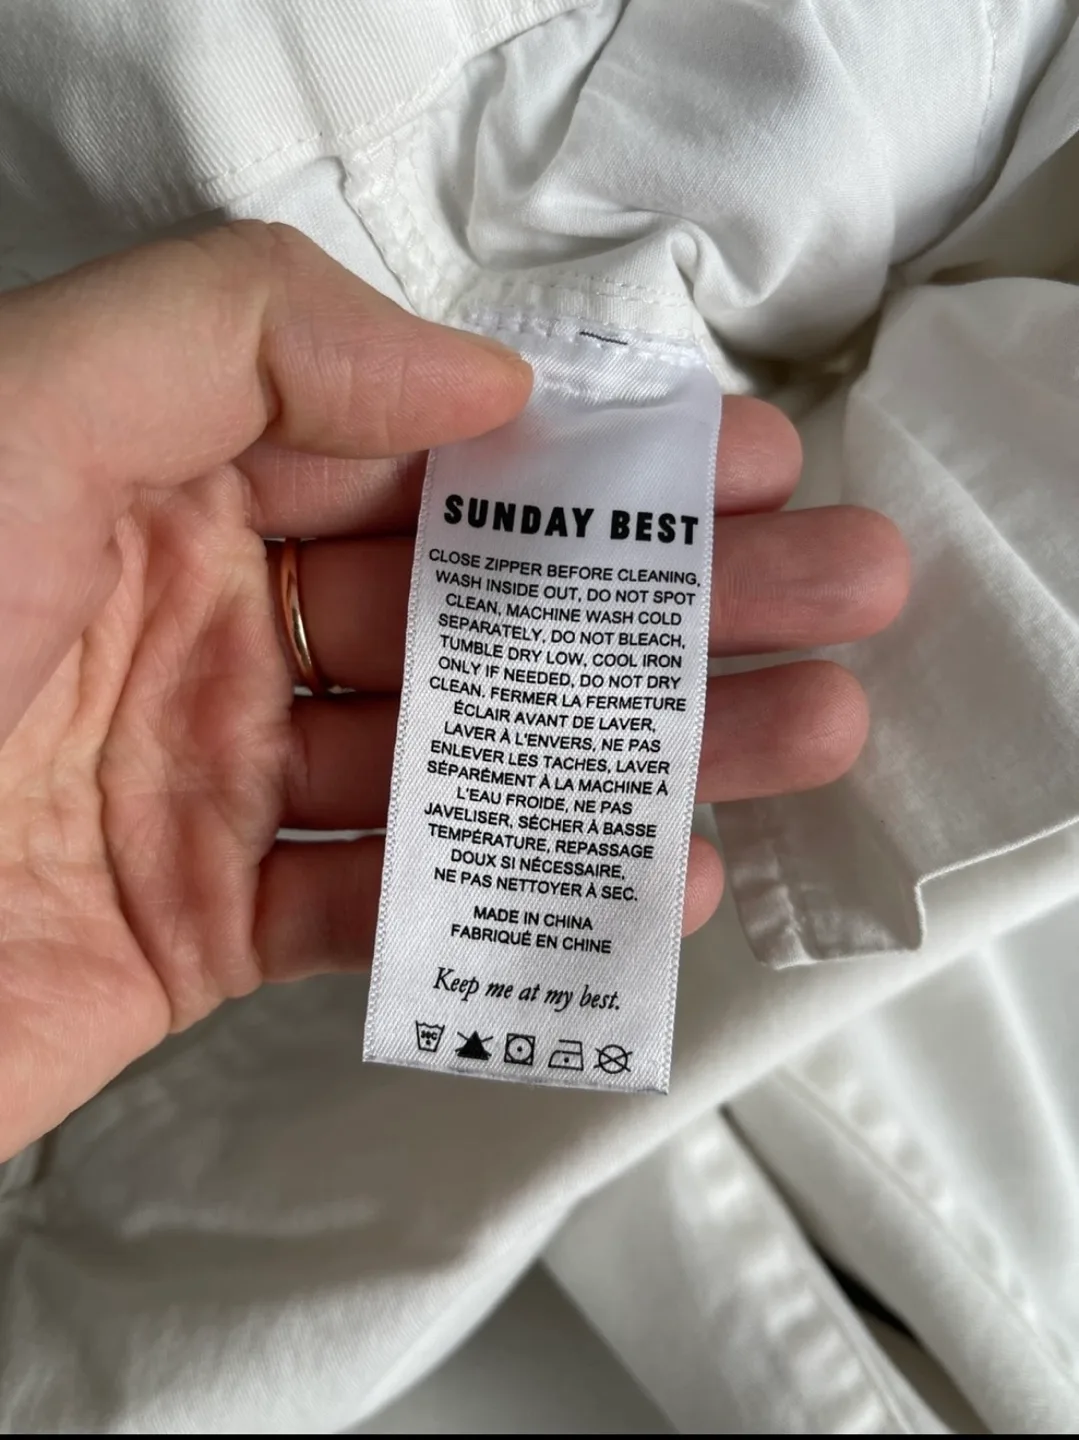 SUNDAY BEST
CLOSE ZIPPER BEFORE CLEANING,
WASH INSIDE OUT, DO NOT SPOT
CLEAN, MACHINE WASH COLD
SEPARATELY, DO NOT BLEACH,
TUMBLE DRY LOW, COOL IRON
ONLY IF NEEDED, DO NOT DRY
CLEAN. FERMER LA FERMETURE
ÉCLAIR AVANT DE LAVER,
LAVER À L'ENVERS, NE PAS
ENLEVER LES TACHES, LAVER
SÉPARÉMENT À LA MACHINE À
L'EAU FROIDE, NE PAS
JAVELISER, SÉCHER À BASSE
TEMPÉRATURE, REPASSAGE
DOUX SI NÉCESSAIRE,
NE PAS NETTOYER À SEC.
MADE IN CHINA
FABRIQUÉ EN CHINE
Keep me at my best.